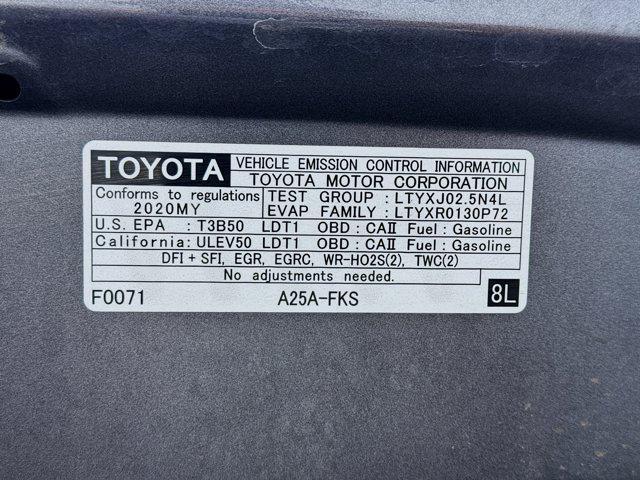 TOYOTA VEHICLE EMISSION CONTROL INFORMATION
TOYOTA MOTOR CORPORATION
Conforms to regulations TEST GROUP : LTYXJ02.5N4L
2020MY EVAP FAMILY : LTYXR0130P72
U.S. EPA : T3B50 LDT1 OBD : CAⅡ Fuel : Gasoline
California : ULEV50 LDT1 OBD : CAⅡ Fuel : Gasoline
DFI + SFI, EGR, EGRC, WR-HO2S(2), TWC(2)
No adjustments needed.
F0071 A25A-FKS 8L